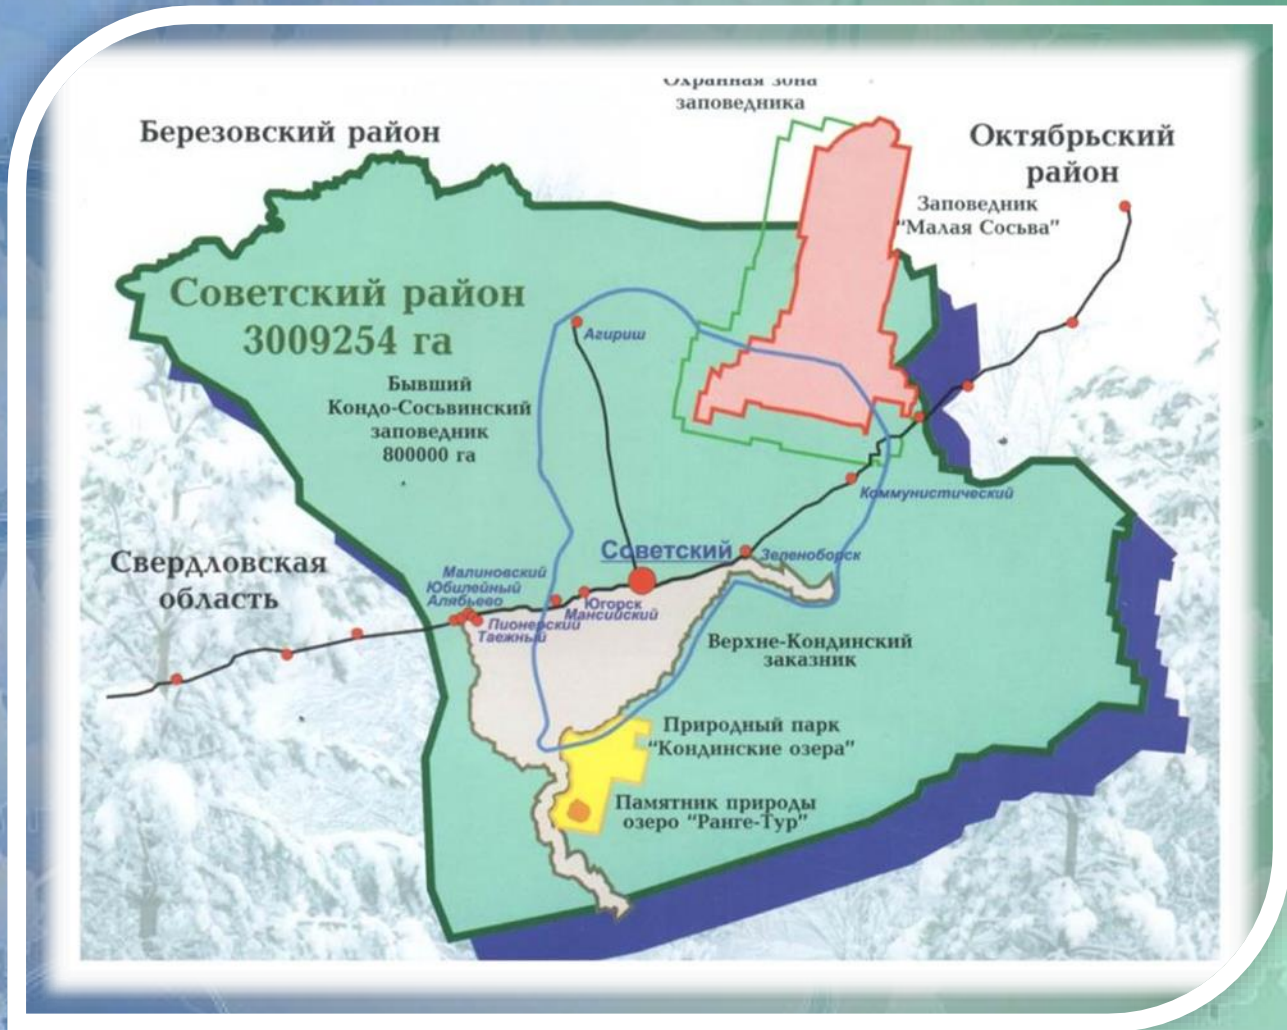 Охранная зона
заповедника
Березовский район
Октябрьский
район
Заповедник
"Малая Сосьва"
Советский район
3009254 га
Агириш
Бывший
Кондо-Сосьвинский
заповедник
800000 га
Коммунистический
Советский
Зеленоборск
Свердловская
область
Малиновский
Юбилейный
Алябьево
Югорск
Мансийский
Пионерский
Таежный
Верхне-Кондинский
заказник
Природный парк
"Кондинские озера"
Памятник природы
озеро "Ранге-Тур"